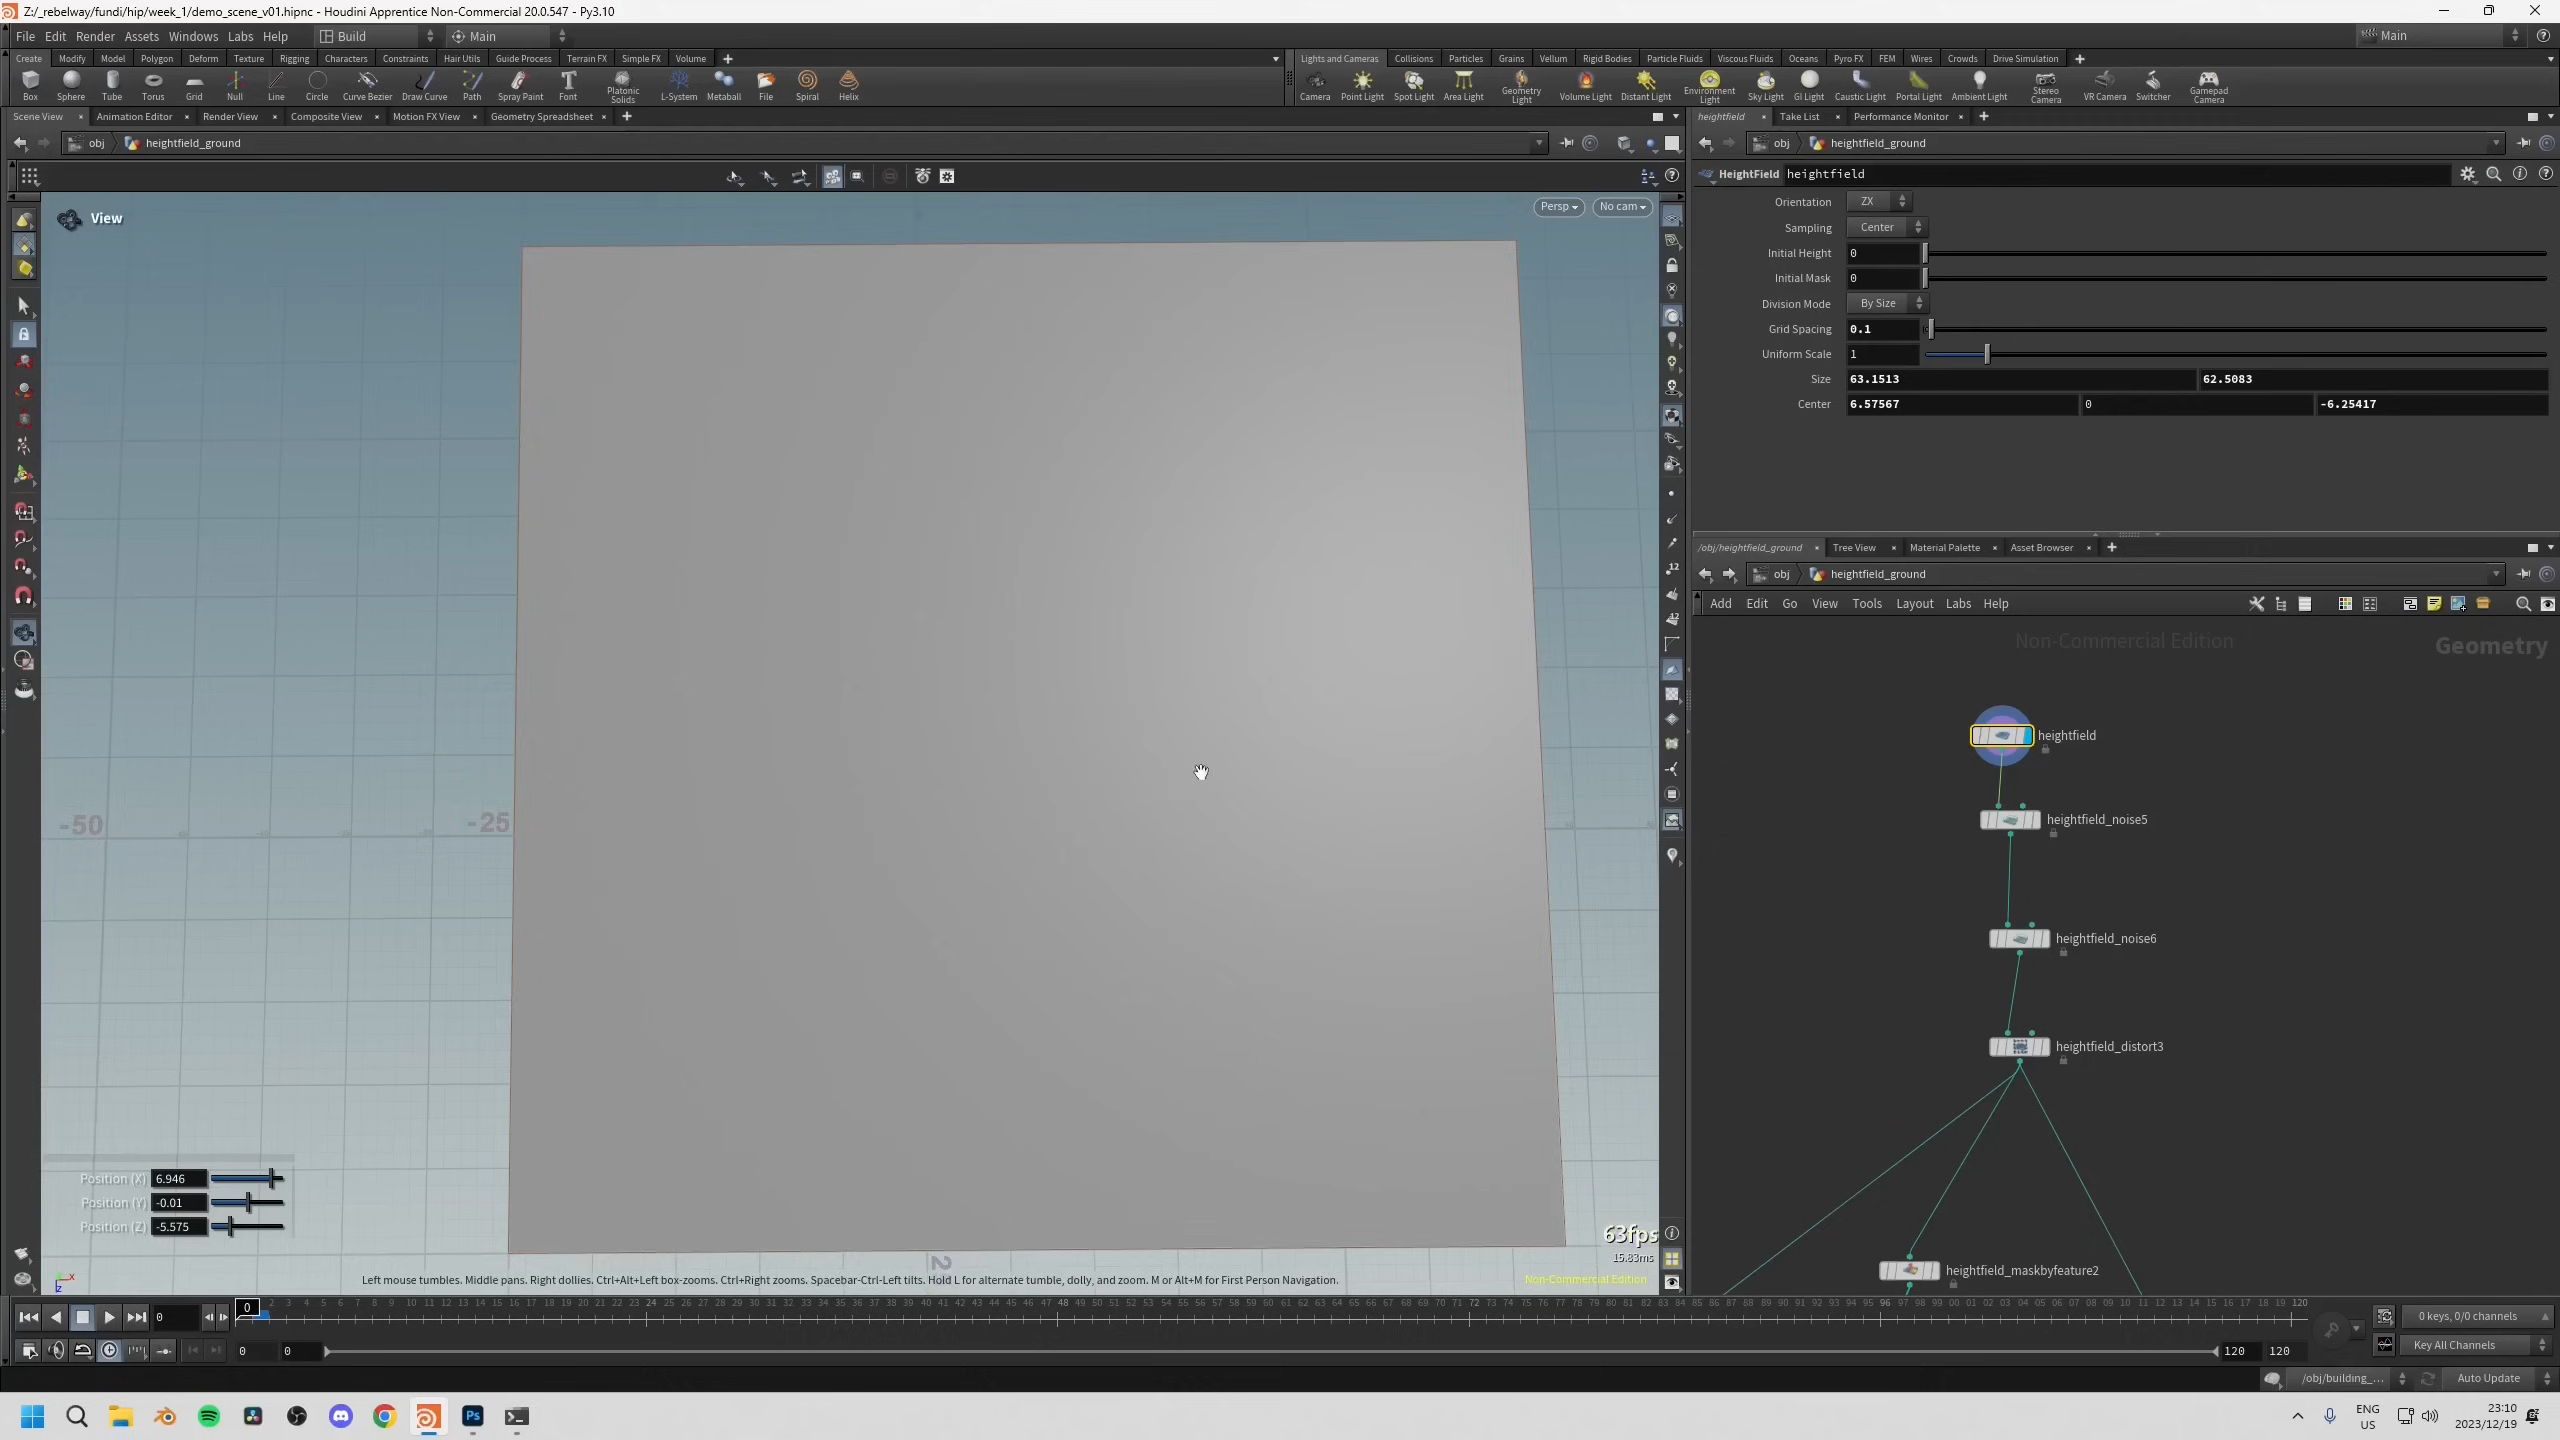 Z:/_rebelway/fundi/hip/week_1/demo_scene_v01.hipnc - Houdini Apprentice Non-Commercial 20.0.547 - Py3.10
File Edit Render Assets Windows Labs Help Build Main Main
Create Modify Model Polygon Deform Texture Rigging Characters Constraints Hair Utils Guide Process Terrain FX Simple FX Volume
Lights and Cameras Collisions Particles Grains Vellum Rigid Bodies Particle Fluids Viscous Fluids Oceans Pyro FX FEM Wires Crowds Drive Simulation
Box Sphere Tube Torus Grid Null Line Circle Curve Bezier Draw Curve Path Spray Paint Font Platonic Solids L-System Metaball File Spiral Helix
Camera Point Light Spot Light Area Light Geometry Light Volume Light Distant Light Environment Light Sky Light GI Light Caustic Light Portal Light Ambient Light Stereo Camera VR Camera Switcher Gamepad Camera
Scene View Animation Editor Render View Composite View Motion FX View Geometry Spreadsheet
heightfield Take List Performance Monitor
obj heightfield_ground
obj heightfield_ground
HeightField heightfield
View
Persp No cam
Orientation ZX
Sampling Center
Initial Height 0
Initial Mask 0
Division Mode By Size
Grid Spacing 0.1
Uniform Scale 1
Size 63.1513 62.5083
Center 6.57567 0 -6.25417
/obj/heightfield_ground Tree View Material Palette Asset Browser
obj heightfield_ground
Add Edit Go View Tools Layout Labs Help
Non-Commercial Edition
Geometry
heightfield
heightfield_noise5
heightfield_noise6
heightfield_distort3
heightfield_maskbyfeature2
-50 -25
Position (X) 6.946
Position (Y) -0.01
Position (Z) -5.575
63fps
15.83ms
Non-Commercial Edition
2
Left mouse tumbles. Middle pans. Right dollies. Ctrl+Alt+Left box-zooms. Ctrl+Right zooms. Spacebar-Ctrl-Left tilts. Hold L for alternate tumble, dolly, and zoom. M or Alt+M for First Person Navigation.
0 0 keys, 0/0 channels
0 0 120 120 Key All Channels
/obj/building_... Auto Update
ENG
US
23:10
2023/12/19